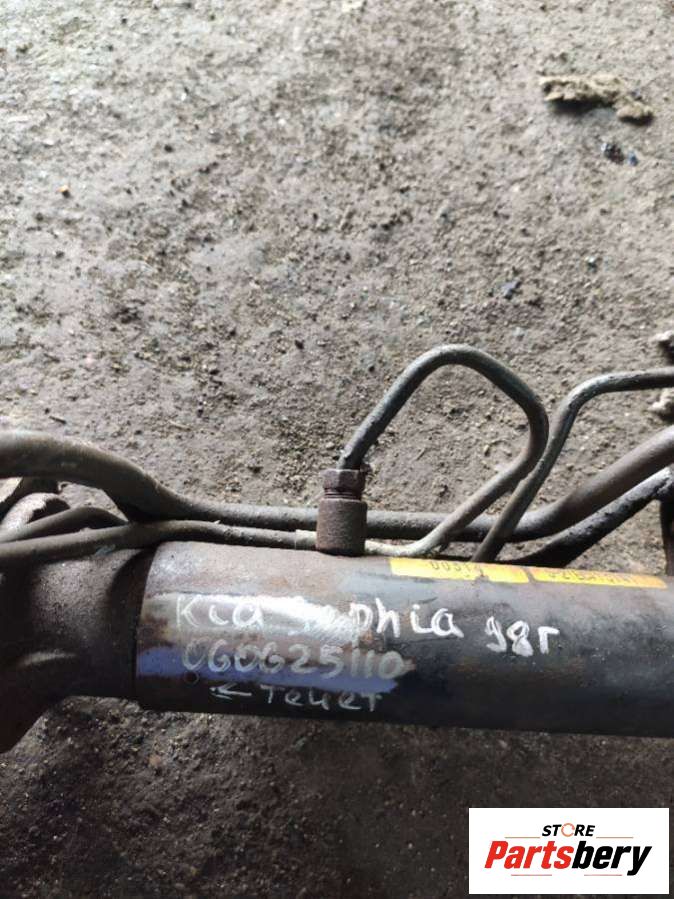 Kia Sephia 98г
0G0G25110
← Течет
STORE
Partsbery